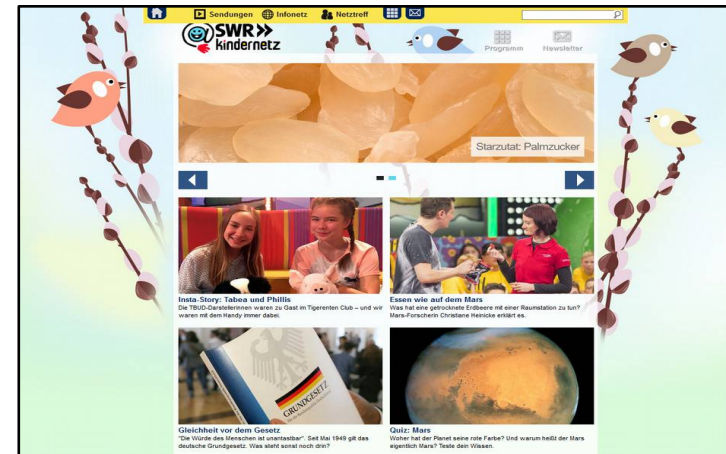 Sendungen Infonetz Netztreff
SWR»
kindernetz
Programm Newsletter
Starzutat: Palmzucker
Insta-Story: Tabea und Phillis
Die TBUD-Darstellerinnen waren zu Gast im Tigerenten Club – und wir
waren mit dem Handy immer dabei.
Essen wie auf dem Mars
Was hat eine getrocknete Erdbeere mit einer Raumstation zu tun?
Mars-Forscherin Christiane Heinicke erklärt es.
GRUNDGESETZ
Gleichheit vor dem Gesetz
"Die Würde des Menschen ist unantastbar". Seit Mai 1949 gilt das
deutsche Grundgesetz. Was steht sonst noch drin?
Quiz: Mars
Woher hat der Planet seine rote Farbe? Und warum heißt der Mars
eigentlich Mars? Teste dein Wissen.